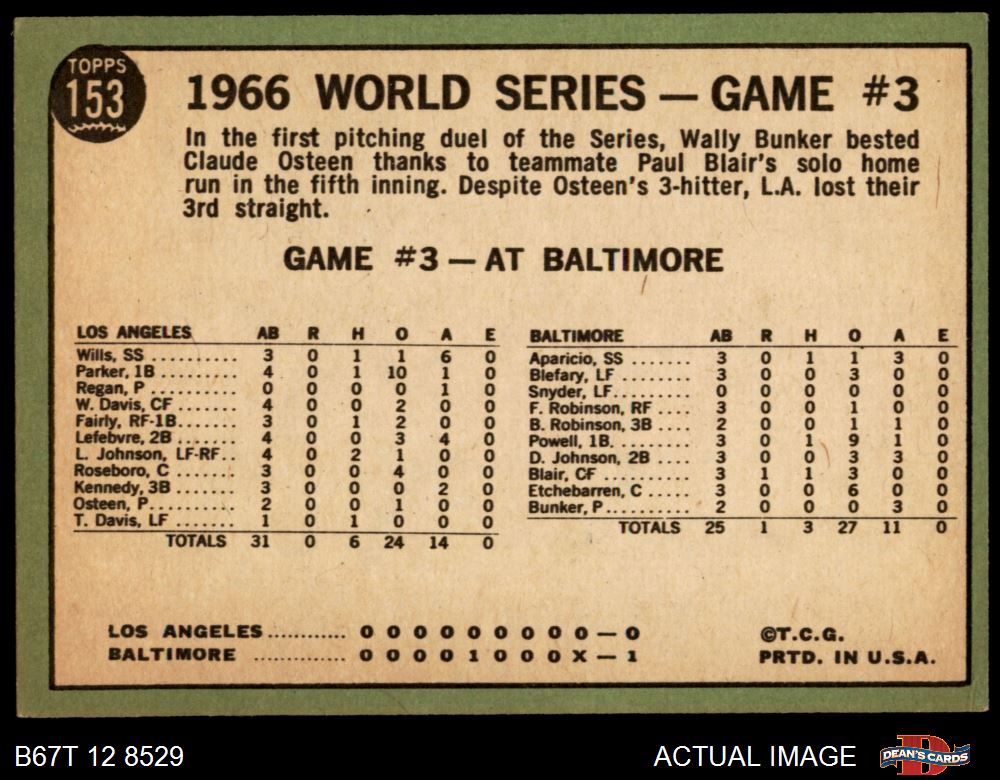 TOPPS
153
1966 WORLD SERIES — GAME #3
In the first pitching duel of the Series, Wally Bunker bested
Claude Osteen thanks to teammate Paul Blair's solo home
run in the fifth inning. Despite Osteen's 3-hitter, L.A. lost their
3rd straight.
GAME #3 — AT BALTIMORE
LOS ANGELES AB R H O A E
Wills, SS .......... 3 0 1 1 6 0
Parker, 1B ......... 4 0 1 10 1 0
Regan, P .......... 0 0 0 0 1 0
W. Davis, CF ....... 4 0 0 2 0 0
Fairly, RF-1B....... 3 0 1 2 0 0
Lefebvre, 2B ....... 4 0 0 3 4 0
L. Johnson, LF-RF.. 4 0 2 1 0 0
Roseboro, C ....... 3 0 0 4 0 0
Kennedy, 3B ....... 3 0 0 0 2 0
Osteen, P.......... 2 0 0 1 0 0
T. Davis, LF ....... 1 0 1 0 0 0
TOTALS 31 0 6 24 14 0
BALTIMORE AB R H O A E
Aparicio, SS ....... 3 0 1 1 3 0
Blefary, LF ........ 3 0 0 3 0 0
Snyder, LF......... 0 0 0 0 0 0
F. Robinson, RF .... 3 0 0 1 0 0
B. Robinson, 3B .... 2 0 0 1 1 0
Powell, 1B. ........ 3 0 1 9 1 0
D. Johnson, 2B .... 3 0 0 3 3 0
Blair, CF .......... 3 1 1 3 0 0
Etchebarren, C ..... 3 0 0 6 0 0
Bunker, P.......... 2 0 0 0 3 0
TOTALS 25 1 3 27 11 0
LOS ANGELES ............ 0 0 0 0 0 0 0 0 0 — 0
BALTIMORE .............. 0 0 0 0 1 0 0 0 X — 1
©T.C.G.
PRTD. IN U.S.A.
B67T 12 8529
ACTUAL IMAGE
DEAN'S CARDS